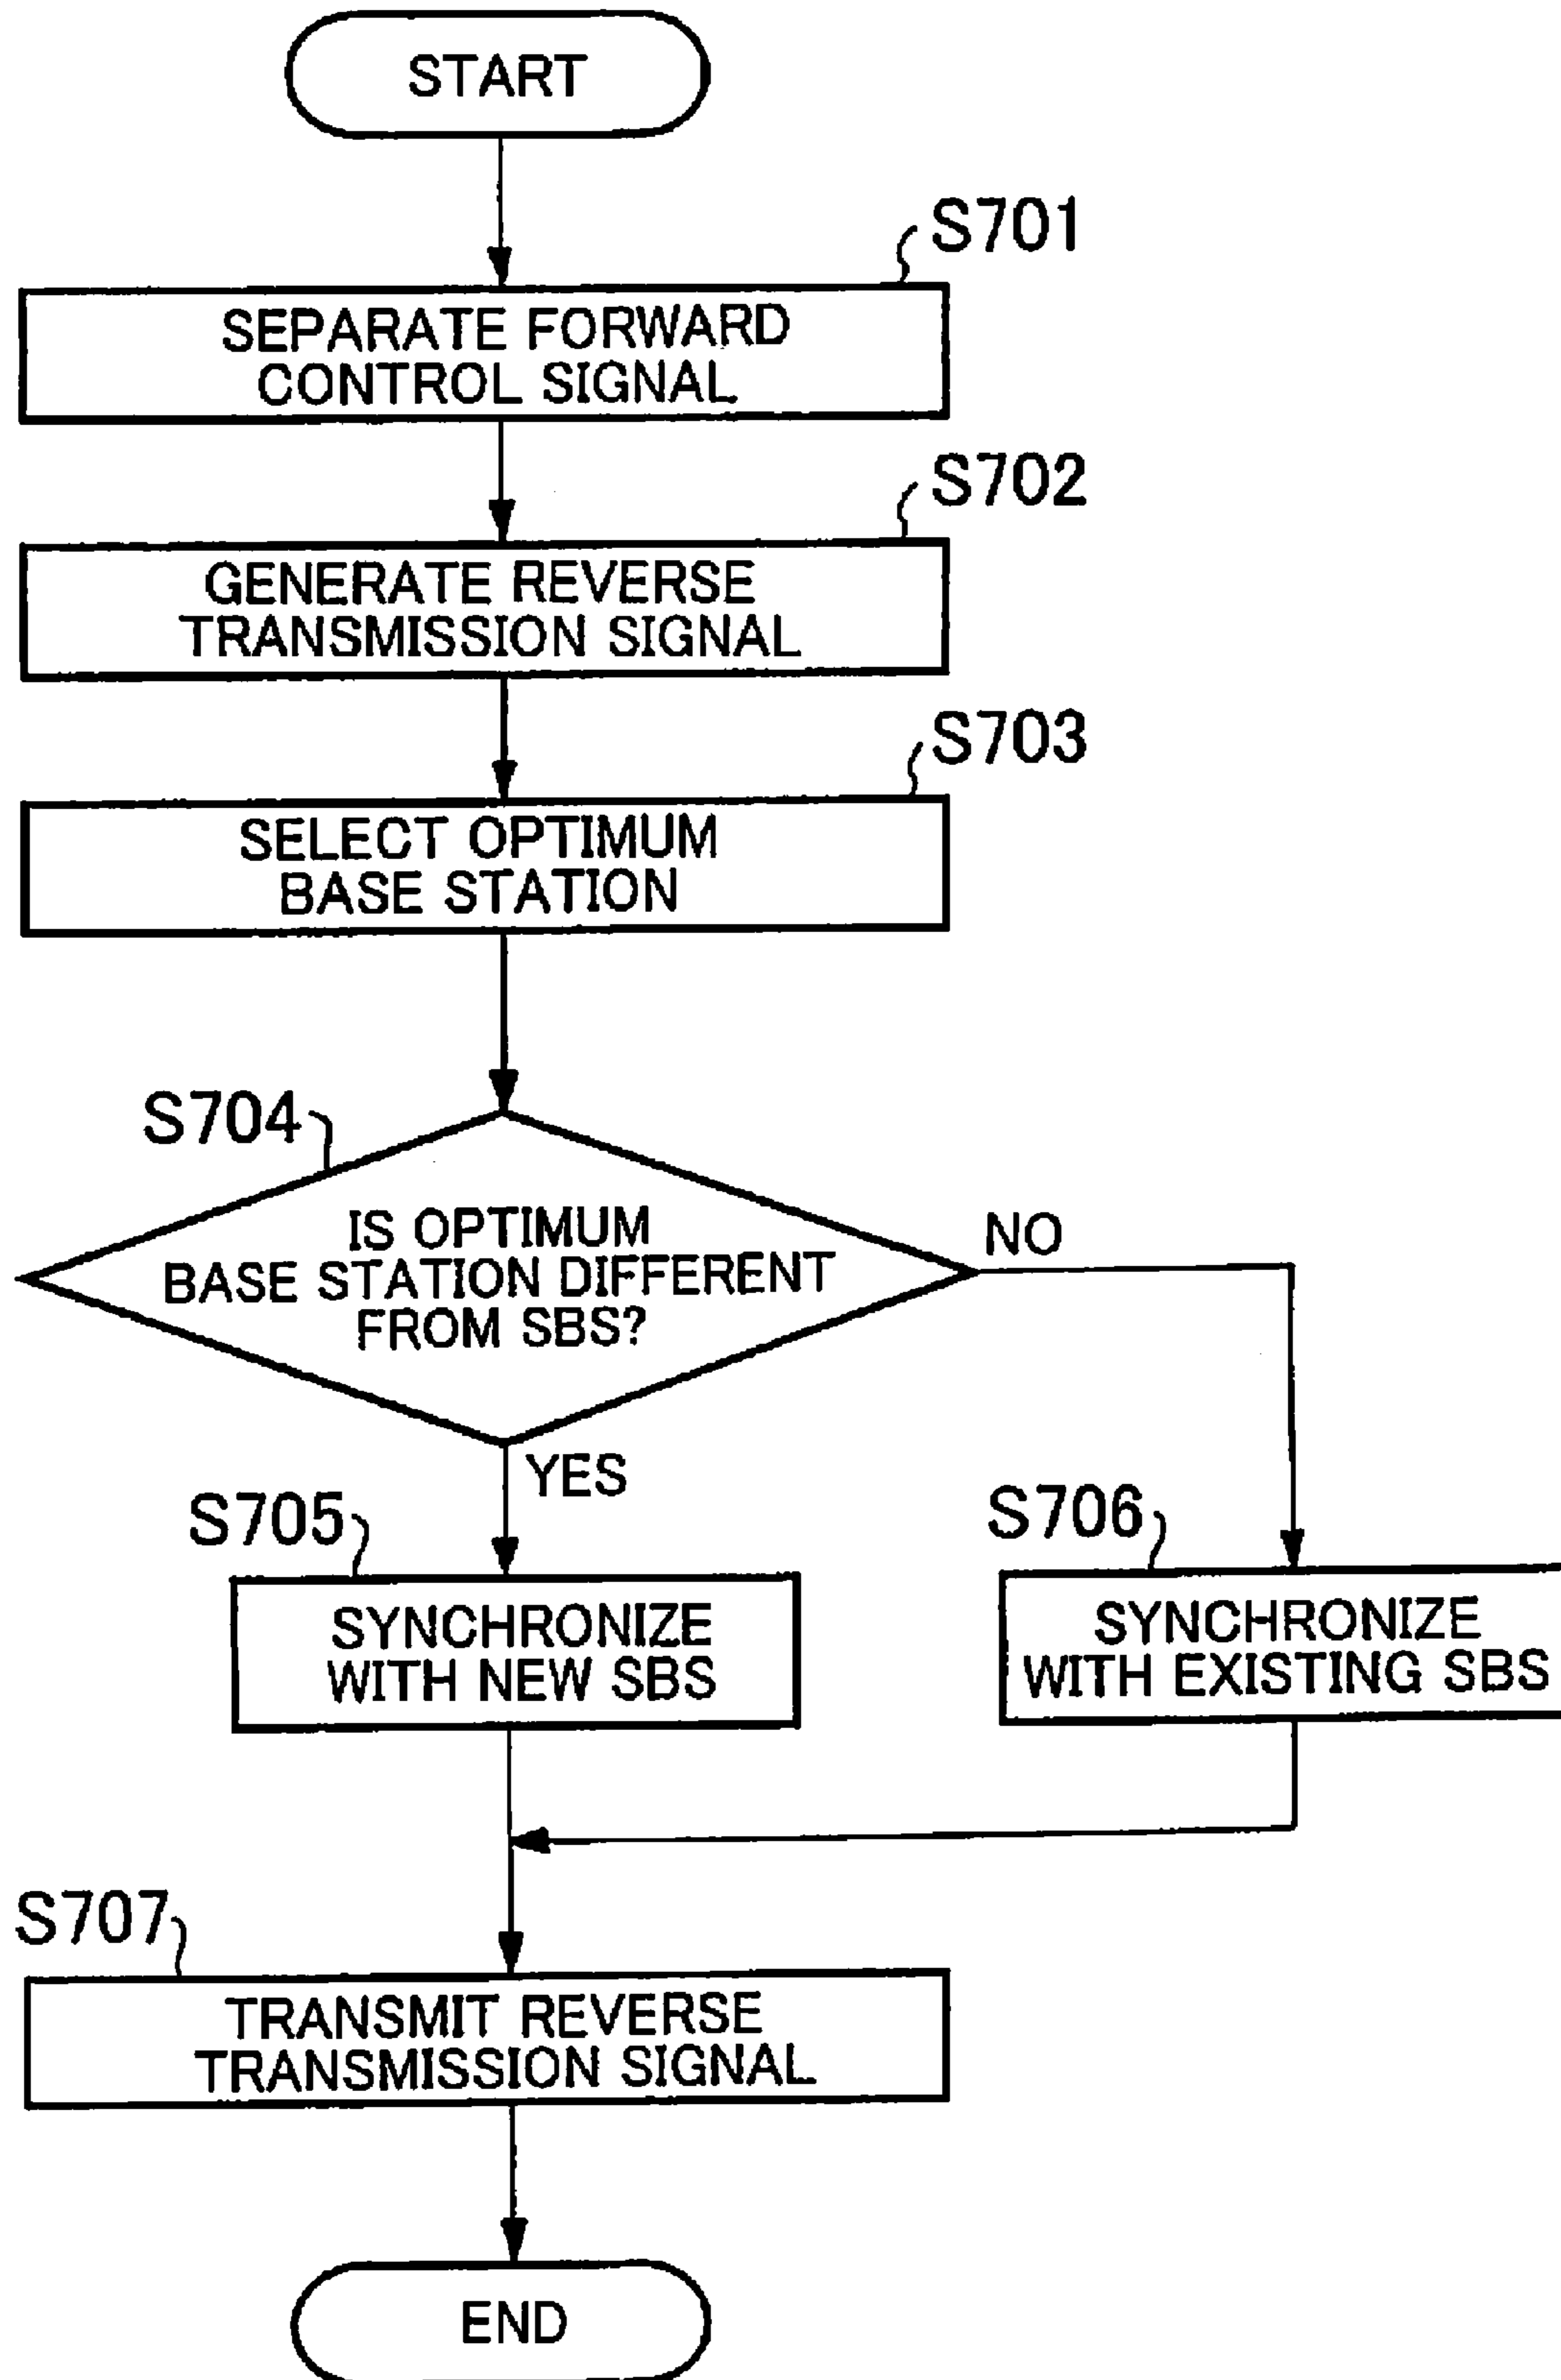 START
S701
SEPARATE FORWARD
CONTROL SIGNAL
S702
GENERATE REVERSE
TRANSMISSION SIGNAL
S703
SELECT OPTIMUM
BASE STATION
S704
IS OPTIMUM
BASE STATION DIFFERENT
FROM SBS?
NO
YES
S705
SYNCHRONIZE
WITH NEW SBS
S706
SYNCHRONIZE
WITH EXISTING SBS
S707
TRANSMIT REVERSE
TRANSMISSION SIGNAL
END